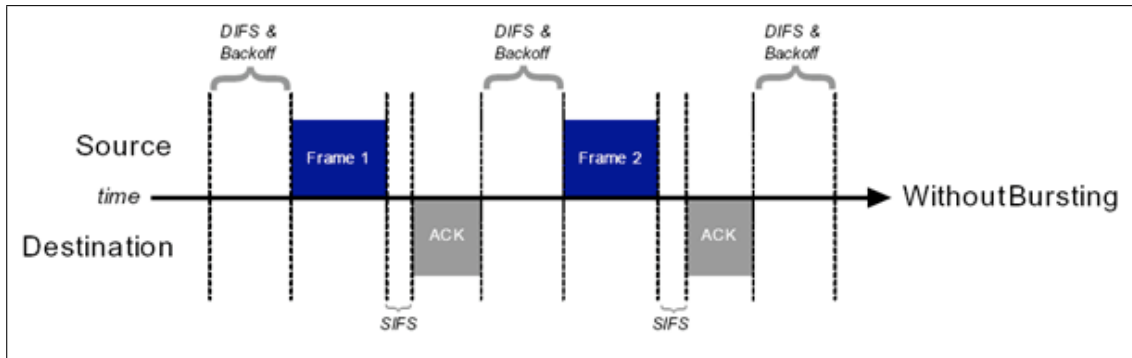 DIFS &
Backoff
DIFS &
Backoff
DIFS &
Backoff
Source
Frame 1
Frame 2
time
WithoutBursting
Destination
ACK
ACK
SIFS
SIFS